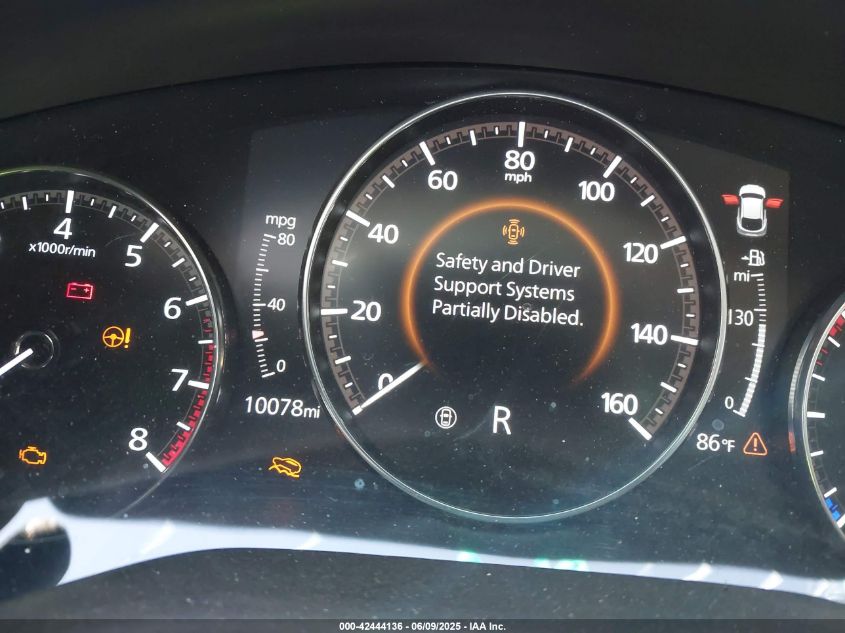 4
x1000r/min
5
6
7
8
mpg
80
40
0
10078mi
0
20
40
60
80
mph
100
120
140
160
Safety and Driver
Support Systems
Partially Disabled.
R
mi
130
0
86°F
000-42444136 - 06/09/2025 - IAA Inc.